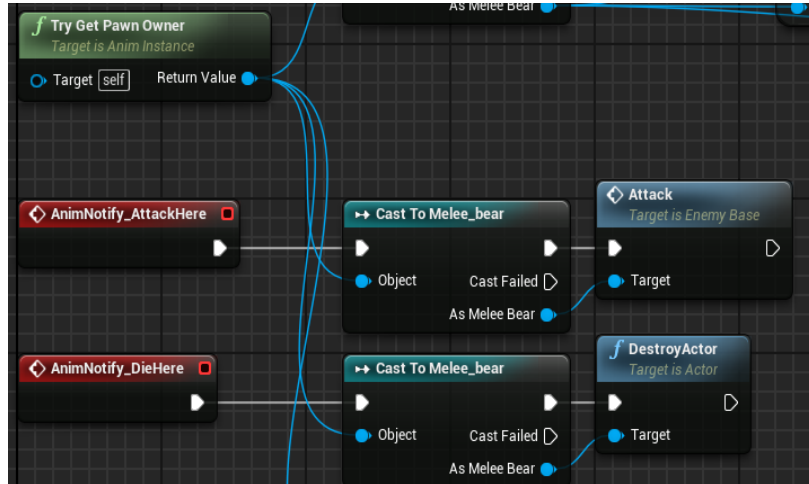 As Melee Bear
f Try Get Pawn Owner
Target is Anim Instance
Target self Return Value
AnimNotify_AttackHere
Cast To Melee_bear
Object
Cast Failed
As Melee Bear
Attack
Target is Enemy Base
Target
AnimNotify_DieHere
Cast To Melee_bear
Object
Cast Failed
As Melee Bear
f DestroyActor
Target is Actor
Target